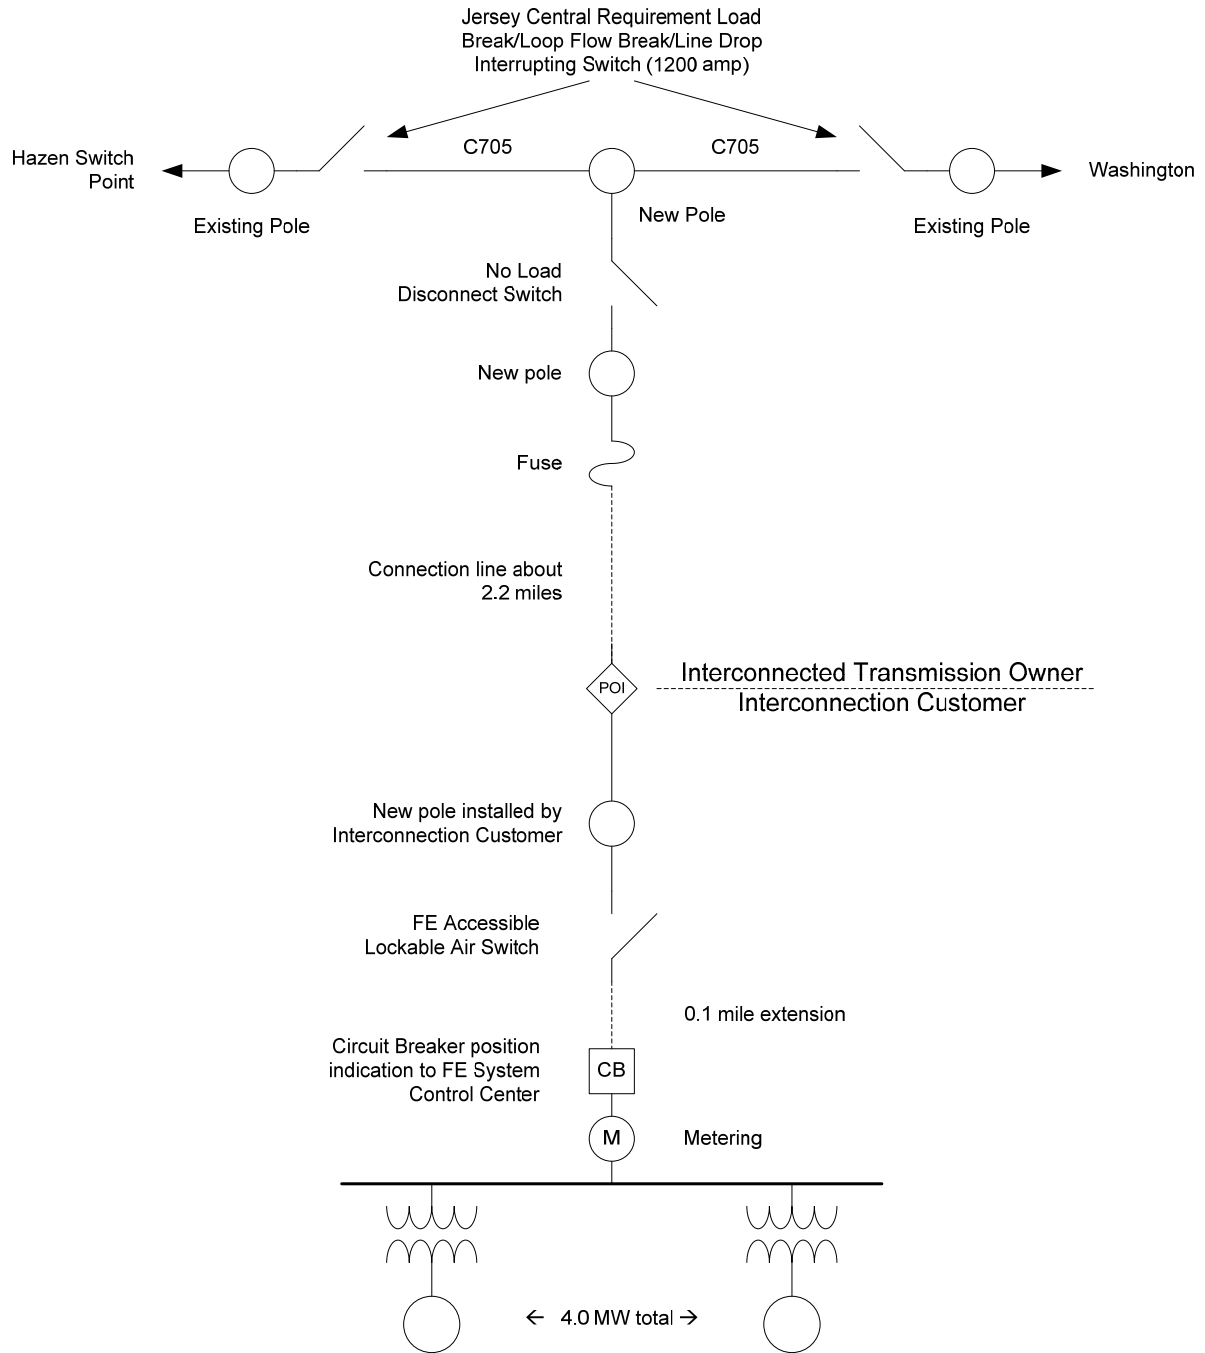 Jersey Central Requirement Load
Break/Loop Flow Break/Line Drop
Interrupting Switch (1200 amp)
C705
C705
Hazen Switch
Point
Washington
Existing Pole
New Pole
Existing Pole
No Load
Disconnect Switch
New pole
Fuse
Connection line about
2.2 miles
Interconnected Transmission Owner
POI
Interconnection Customer
New pole installed by
Interconnection Customer
FE Accessible
Lockable Air Switch
0.1 mile extension
Circuit Breaker position
indication to FE System
Control Center
CB
M
Metering
← 4.0 MW total →